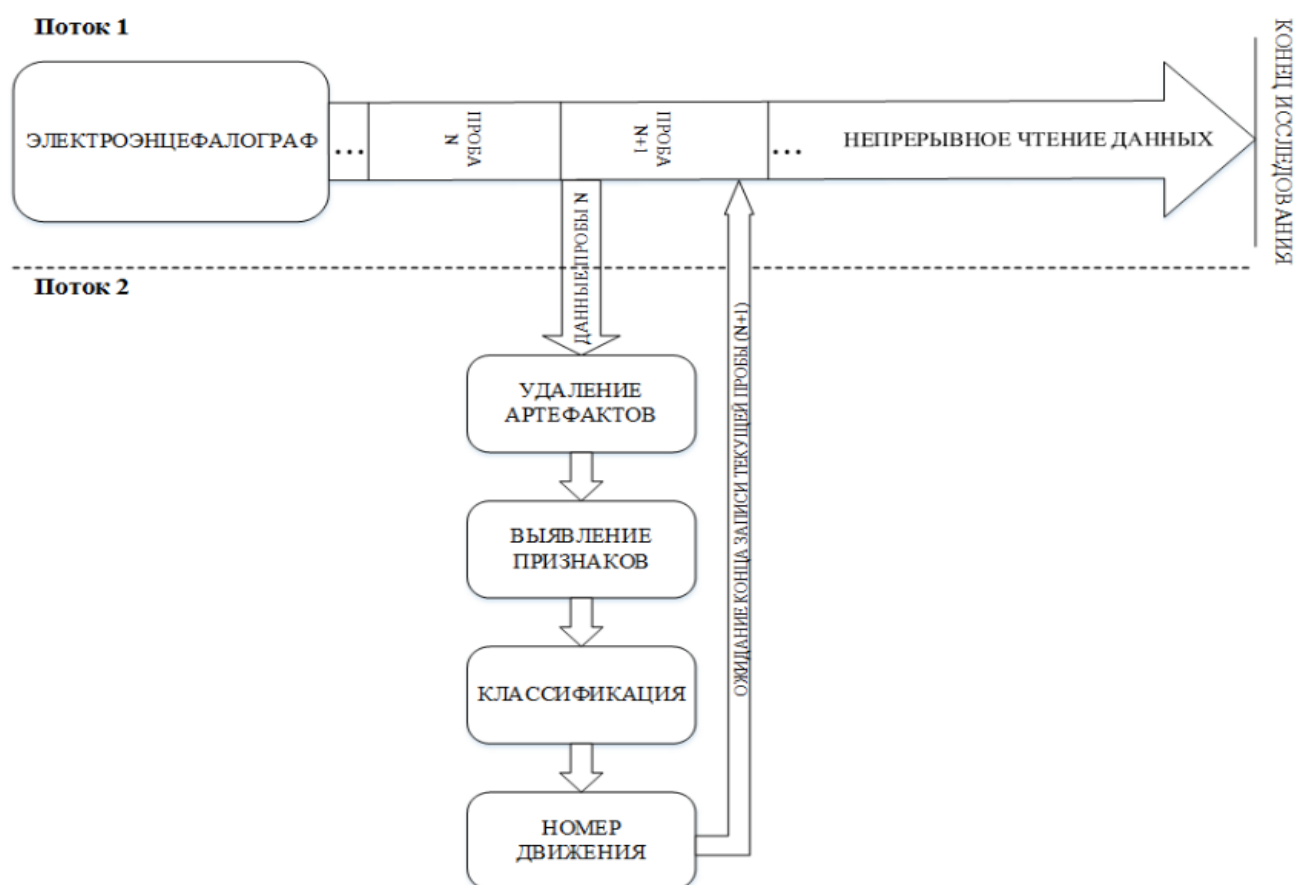 Поток 1
КОНЕЦ ИССЛЕДОВАНИЯ
ЭЛЕКТРОЭНЦЕФАЛОГРАФ
...
ПРОБА
N
ПРОБА
N+1
...
НЕПРЕРЫВНОЕ ЧТЕНИЕ ДАННЫХ
ДАННЫЕ ПРОБЫ N
Поток 2
УДАЛЕНИЕ
АРТЕФАКТОВ
ОЖИДАНИЕ КОНЦА ЗАПИСИ ТЕКУЩЕЙ ПРОБЫ (N+1)
ВЫЯВЛЕНИЕ
ПРИЗНАКОВ
КЛАССИФИКАЦИЯ
НОМЕР
ДВИЖЕНИЯ